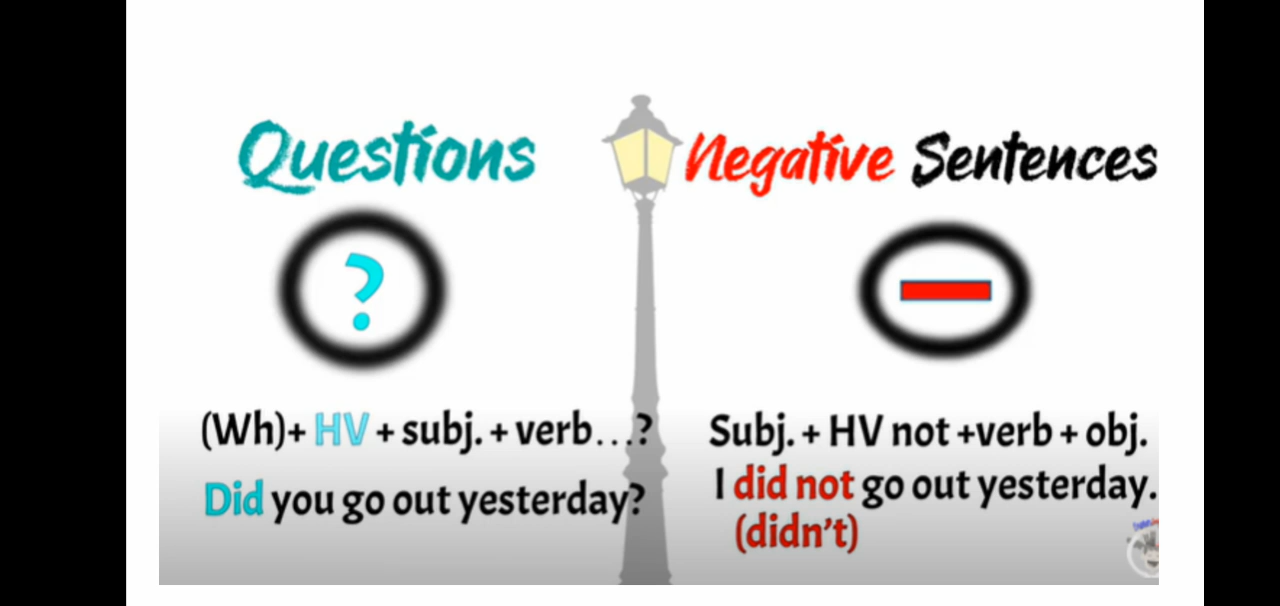 Questions
Negative Sentences
?
(Wh)+ HV + subj. + verb...?
Did you go out yesterday?
Subj. + HV not +verb + obj.
I did not go out yesterday.
(didn't)